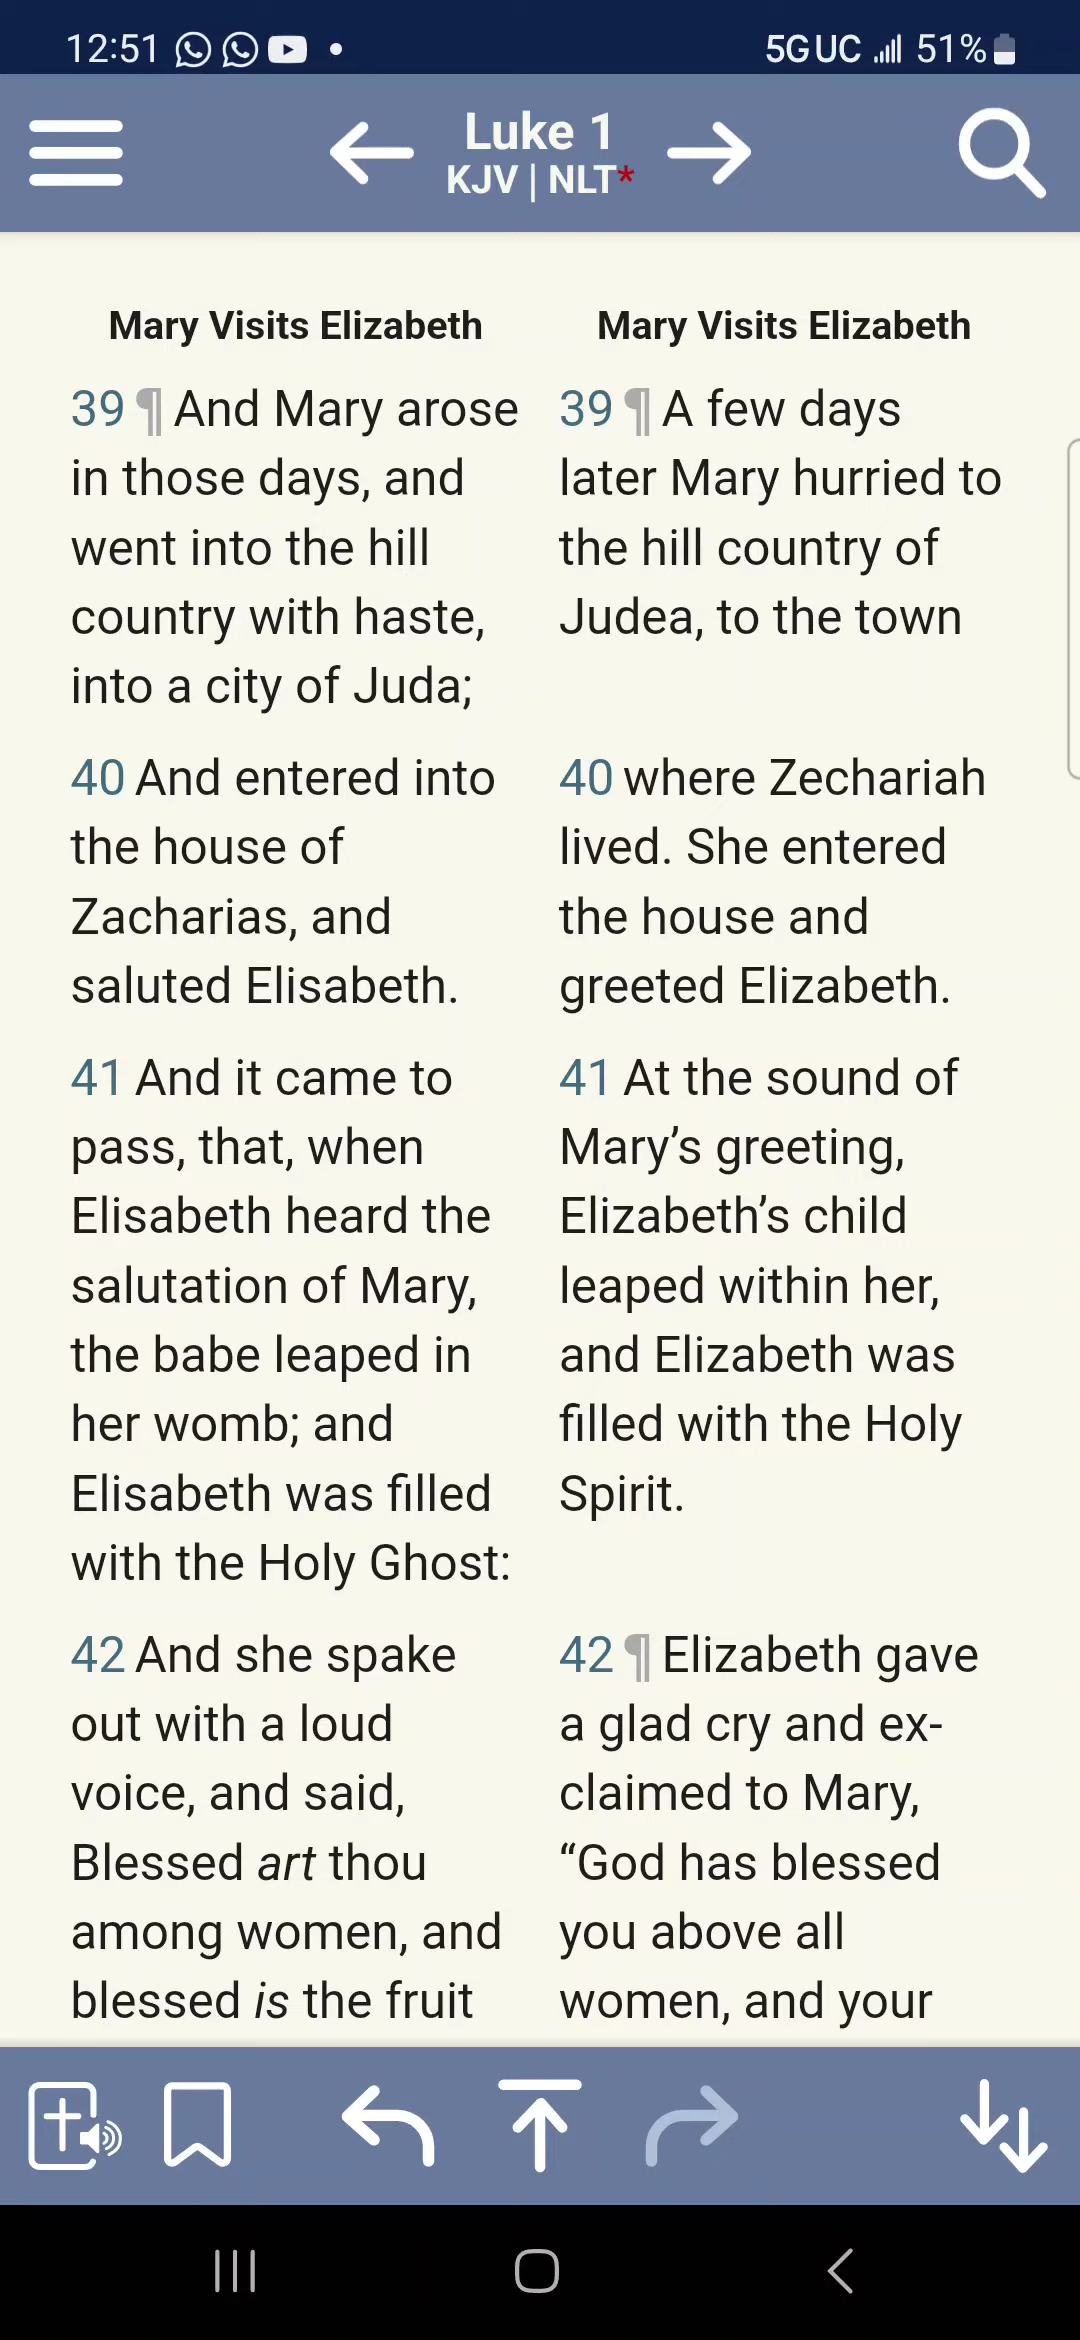 12:51
5G UC 51%
Luke 1
KJV | NLT*
Mary Visits Elizabeth
39 ¶ And Mary arose
in those days, and
went into the hill
country with haste,
into a city of Juda;
40 And entered into
the house of
Zacharias, and
saluted Elisabeth.
41 And it came to
pass, that, when
Elisabeth heard the
salutation of Mary,
the babe leaped in
her womb; and
Elisabeth was filled
with the Holy Ghost:
42 And she spake
out with a loud
voice, and said,
Blessed art thou
among women, and
blessed is the fruit
Mary Visits Elizabeth
39 ¶ A few days
later Mary hurried to
the hill country of
Judea, to the town
40 where Zechariah
lived. She entered
the house and
greeted Elizabeth.
41 At the sound of
Mary’s greeting,
Elizabeth’s child
leaped within her,
and Elizabeth was
filled with the Holy
Spirit.
42 ¶ Elizabeth gave
a glad cry and ex-
claimed to Mary,
“God has blessed
you above all
women, and your